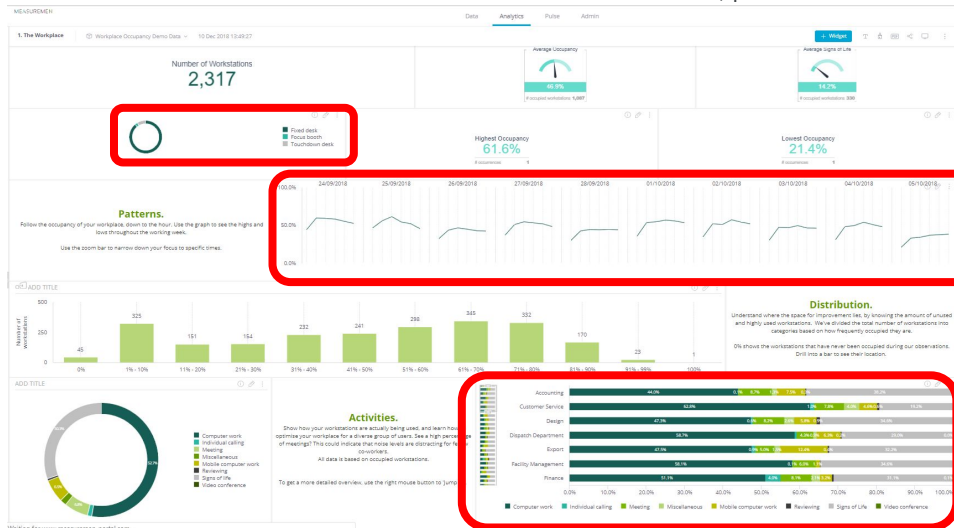 MEASUREMEN
Data Analytics Pulse Admin
1. The Workplace Workplace Occupancy Demo Data 10 Dec 2018 13:49:27 + Widget
Number of Workstations
2,317
Average Occupancy
46.9%
# occupied workstations
Average Signs of Life
14.2%
# occupied workstations
Fixed desk
Focus booth
Touchdown desk
Highest Occupancy
61.6%
# occurrences 1
Lowest Occupancy
21.4%
# occurrences 1
Patterns.
Follow the occupancy of your workplace, down to the hour. Use the graph to see the highs and
lows throughout the working week.
Use the zoom bar to narrow down your focus to specific times.
24/09/2018 25/09/2018 26/09/2018 27/09/2018 28/09/2018 01/10/2018 02/10/2018 03/10/2018 04/10/2018 05/10/2018
100.0%
50.0%
0.0%
ADD TITLE
Number of
workstations
500
250
0
45 325 151 154 232 241 298 345 332 170 23 1
0% 1% - 10% 11% - 20% 21% - 30% 31% - 40% 41% - 50% 51% - 60% 61% - 70% 71% - 80% 81% - 90% 91% - 99% 100%
Distribution.
Understand where the space for improvement lies, by knowing the amount of unused
and highly used workstations. We've divided the total number of workstations into
categories based on how frequently occupied they are.
0% shows the workstations that have never been occupied during our observations.
Drill into a bar to see their location.
ADD TITLE
Computer work
Individual calling
Meeting
Miscellaneous
Mobile computer work
Reviewing
Signs of life
Video conference
Activities.
Show how your workstations are actually being used, and learn how
optimise your workplace for a diverse group of users. See a high percentage
of meetings? This could indicate that noise levels are distracting for
coworkers.
All data is based on occupied workstations.
To get a more detailed overview, use the right mouse button to 'jump
Accounting 44.0%
Customer Service 62.8%
Design 47.3%
Dispatch Department 58.7%
Export 47.5%
Facility Management 58.1%
Finance 51.1%
0.0% 10.0% 20.0% 30.0% 40.0% 50.0% 60.0% 70.0% 80.0% 90.0% 100.0%
Computer work Individual calling Meeting Miscellaneous Mobile computer work Reviewing Signs of Life Video conference